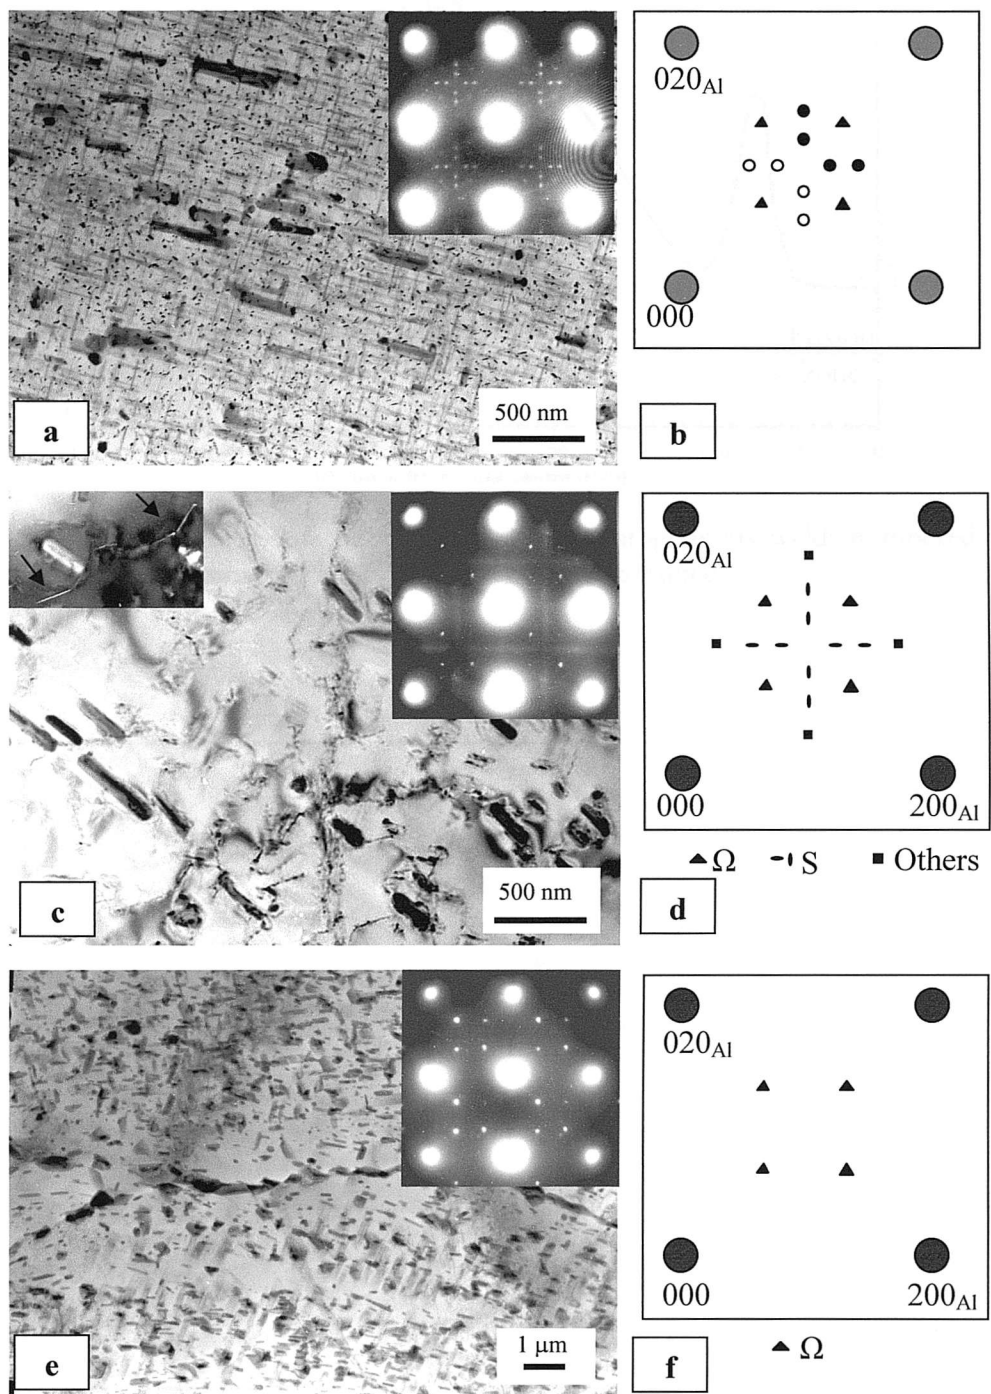 020Al
000
500 nm
a
b
020Al
000
200Al
▲ Ω ⬬⬮ S ■ Others
500 nm
c
d
020Al
000
200Al
▲ Ω
1 μm
e
f